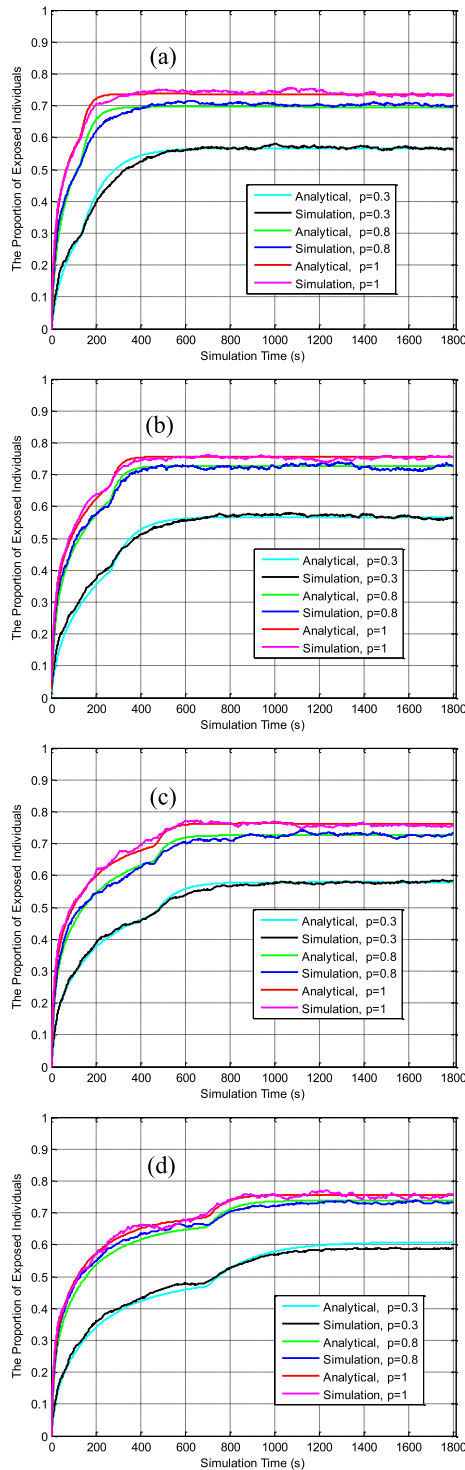 1
0.9
0.8
0.7
0.6
0.5
0.4
0.3
0.2
0.1
0
The Proportion of Exposed Individuals
(a)
Analytical, p=0.3
Simulation, p=0.3
Analytical, p=0.8
Simulation, p=0.8
Analytical, p=1
Simulation, p=1
0 200 400 600 800 1000 1200 1400 1600 1800
Simulation Time (s)
1
0.9
0.8
0.7
0.6
0.5
0.4
0.3
0.2
0.1
0
The Proportion of Exposed Individuals
(b)
Analytical, p=0.3
Simulation, p=0.3
Analytical, p=0.8
Simulation, p=0.8
Analytical, p=1
Simulation, p=1
0 200 400 600 800 1000 1200 1400 1600 1800
Simulation Time (s)
1
0.9
0.8
0.7
0.6
0.5
0.4
0.3
0.2
0.1
0
The Proportion of Exposed Individuals
(c)
Analytical, p=0.3
Simulation, p=0.3
Analytical, p=0.8
Simulation, p=0.8
Analytical, p=1
Simulation, p=1
0 200 400 600 800 1000 1200 1400 1600 1800
Simulation Time (s)
1
0.9
0.8
0.7
0.6
0.5
0.4
0.3
0.2
0.1
0
The Proportion of Exposed Individuals
(d)
Analytical, p=0.3
Simulation, p=0.3
Analytical, p=0.8
Simulation, p=0.8
Analytical, p=1
Simulation, p=1
0 200 400 600 800 1000 1200 1400 1600 1800
Simulation Time (s)